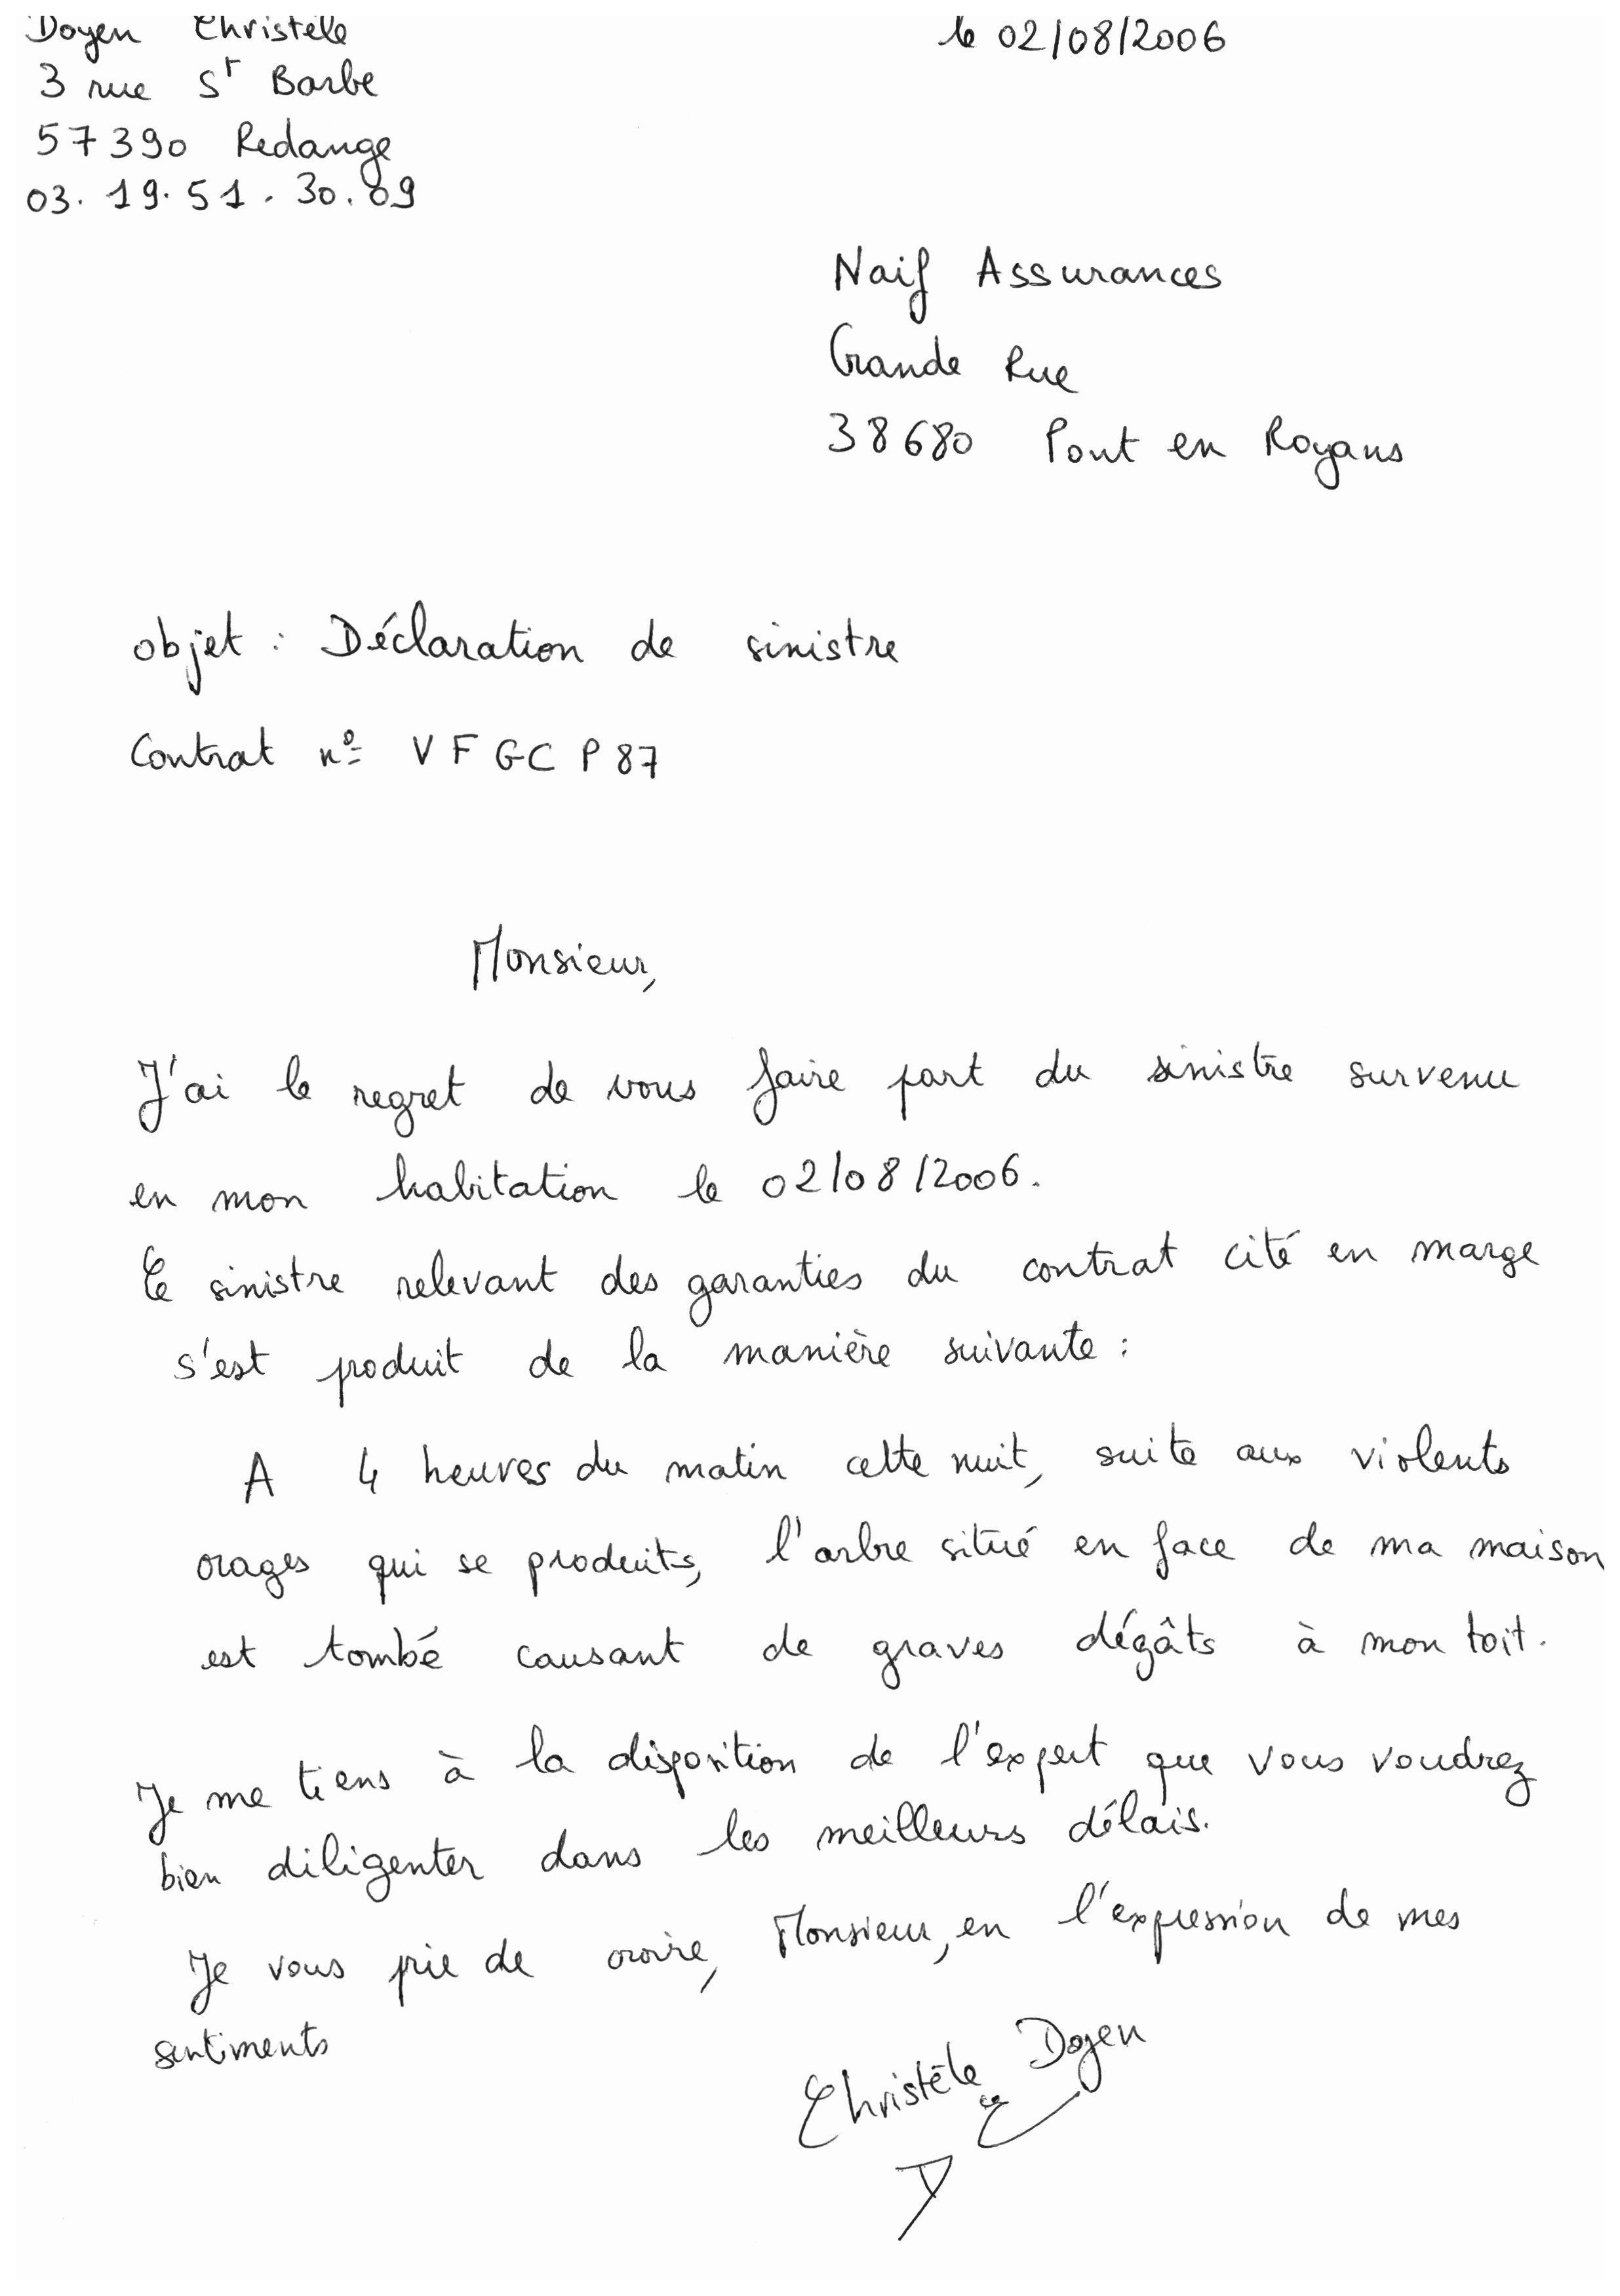 Doyen Christèle
le 02/08/2006
3 rue St Barbe
57390 Redange
03.19.51.30.09
Naif Assurances
Grande Rue
38680 Pont en Royans
objet : Déclaration de sinistre
Contrat n° VFGCP87
Monsieur,
J'ai le regret de vous faire part du sinistre survenu
en mon habitation le 02/08/2006.
Ce sinistre relevant des garanties du contrat cité en marge
s'est produit de la manière suivante :
A 4 heures du matin cette nuit, suite aux violents
orages qui se produits, l'arbre situé en face de ma maison
est tombé causant de graves dégâts à mon toit.
Je me tiens à la disposition de l'expert que vous voudrez
bien diligenter dans les meilleurs délais.
Je vous prie de croire, Monsieur, en l'expression de mes
sentiments
Christèle Doyen